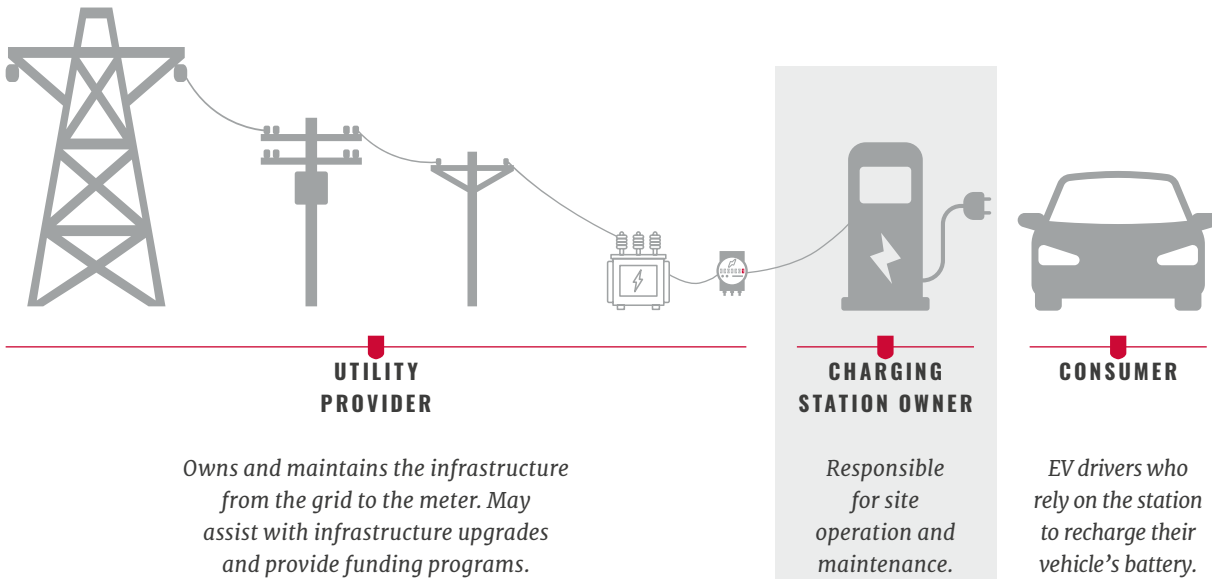 UTILITY
PROVIDER
Owns and maintains the infrastructure
from the grid to the meter. May
assist with infrastructure upgrades
and provide funding programs.
CHARGING
STATION OWNER
Responsible
for site
operation and
maintenance.
CONSUMER
EV drivers who
rely on the station
to recharge their
vehicle's battery.